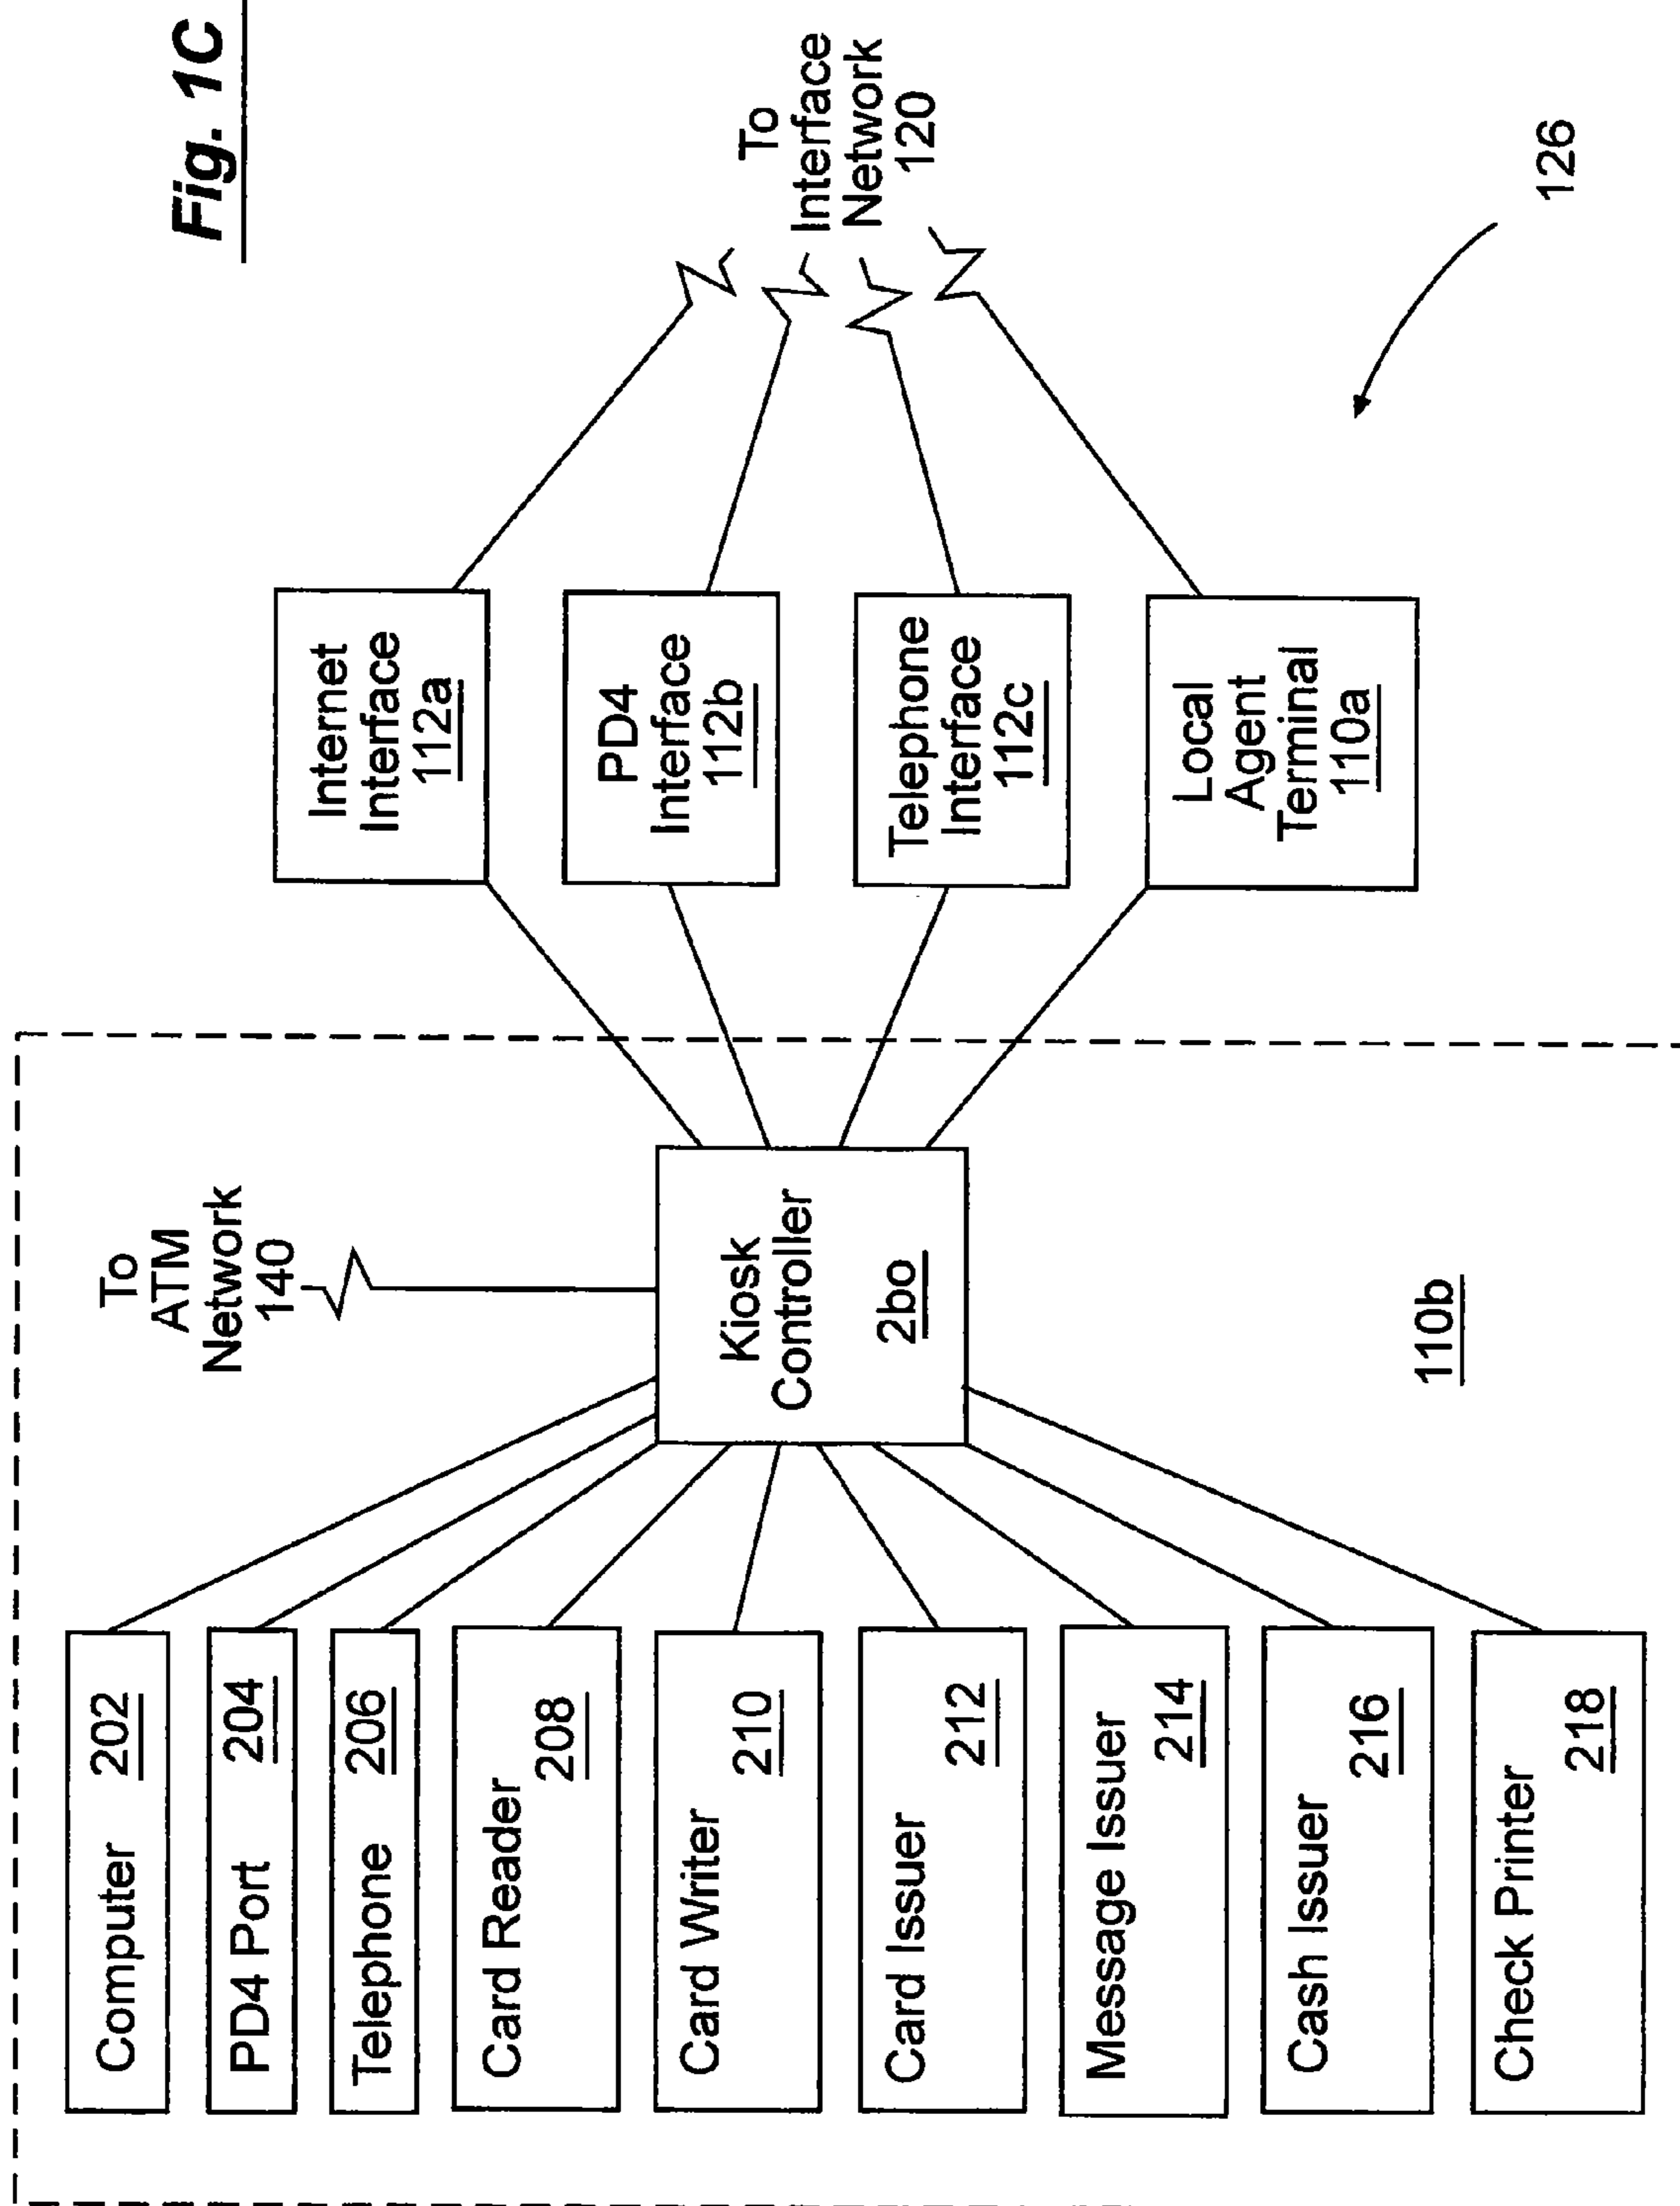 Fig. 1C
To
ATM
Network
140
Computer 202
PD4 Port 204
Telephone 206
Card Reader
208
Card Writer
210
Card Issuer
212
Message Issuer
214
Cash Issuer
216
Check Printer
218
Kiosk
Controller
2bo
110b
Internet
Interface
112a
PD4
Interface
112b
Telephone
Interface
112c
Local
Agent
Terminal
110a
To
Interface
Network
120
126